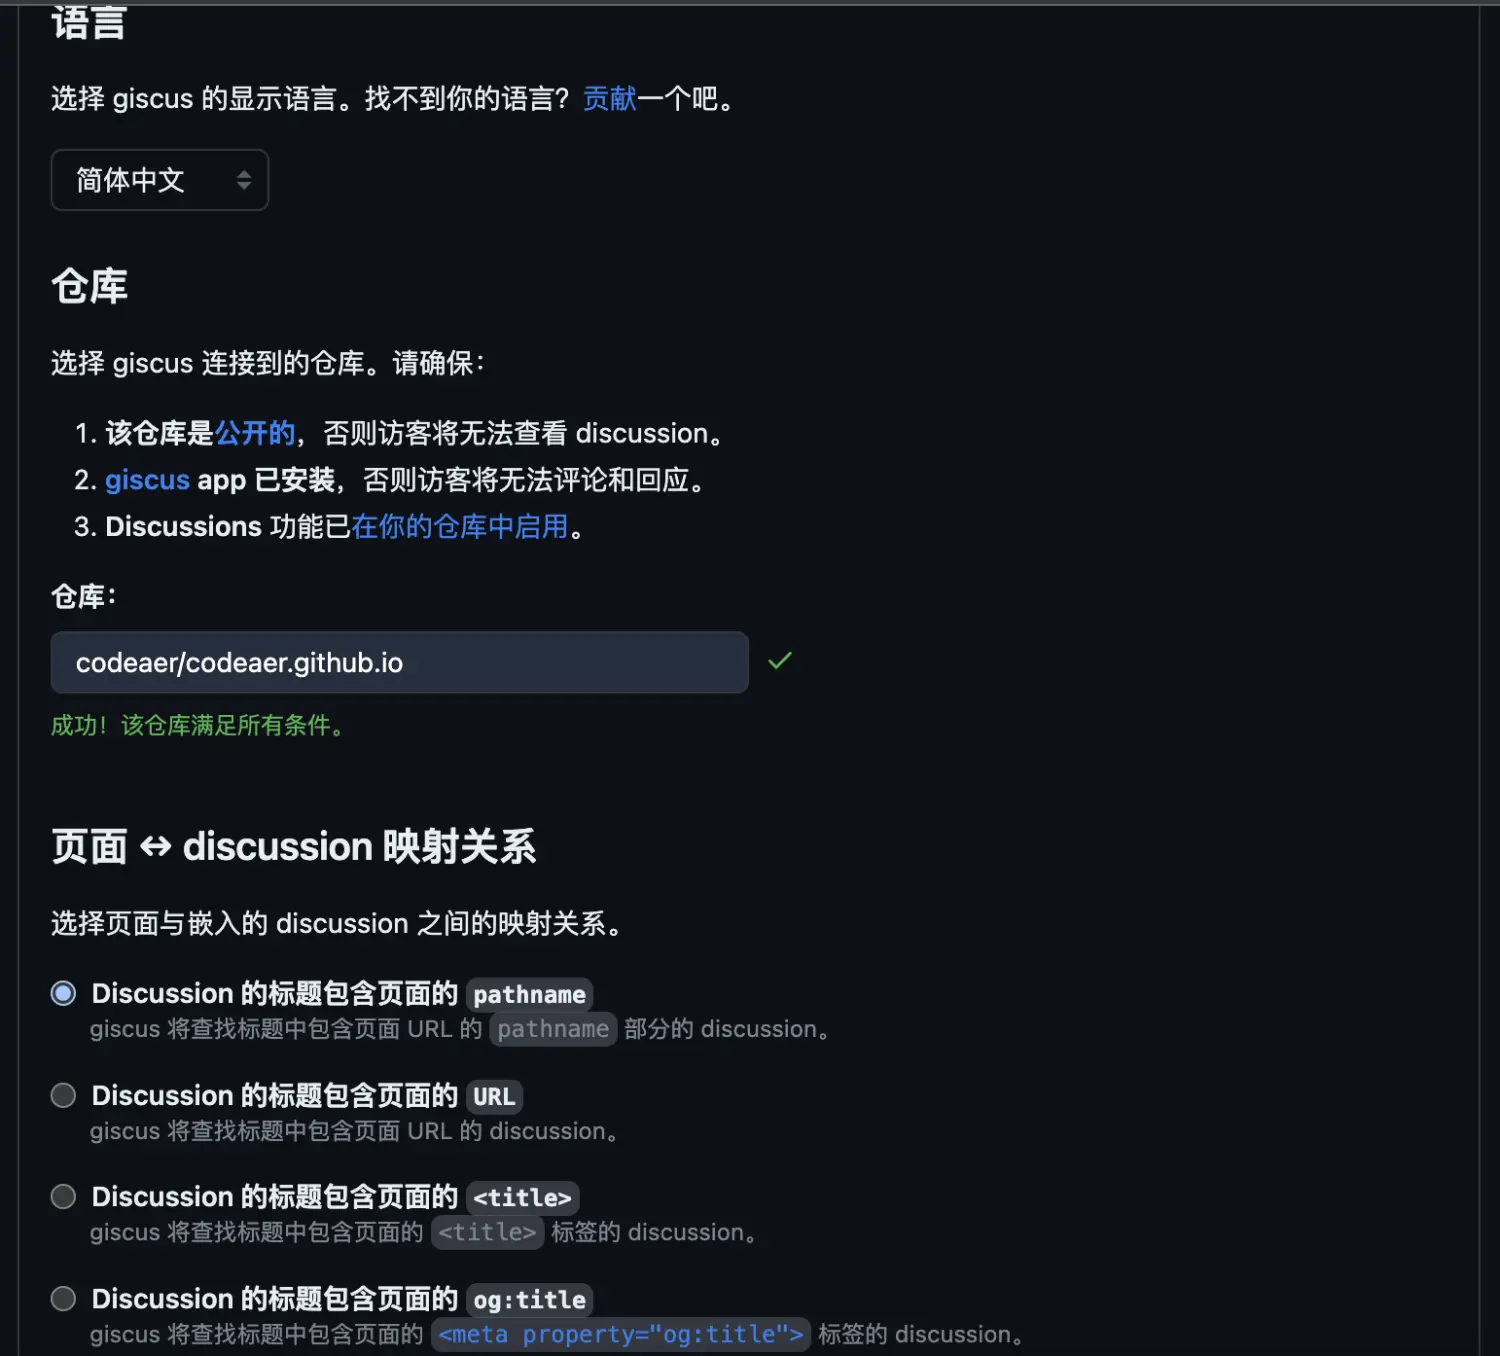 语言
选择 giscus 的显示语言。找不到你的语言？贡献一个吧。
简体中文
仓库
选择 giscus 连接到的仓库。请确保：
1. 该仓库是公开的，否则访客将无法查看 discussion。
2. giscus app 已安装，否则访客将无法评论和回应。
3. Discussions 功能已在你的仓库中启用。
仓库：
codeaer/codeaer.github.io
成功！该仓库满足所有条件。
页面 ↔ discussion 映射关系
选择页面与嵌入的 discussion 之间的映射关系。
Discussion 的标题包含页面的 pathname
giscus 将查找标题中包含页面 URL 的 pathname 部分的 discussion。
Discussion 的标题包含页面的 URL
giscus 将查找标题中包含页面 URL 的 discussion。
Discussion 的标题包含页面的 <title>
giscus 将查找标题中包含页面的 <title> 标签的 discussion。
Discussion 的标题包含页面的 og:title
giscus 将查找标题中包含页面的 <meta property="og:title"> 标签的 discussion。